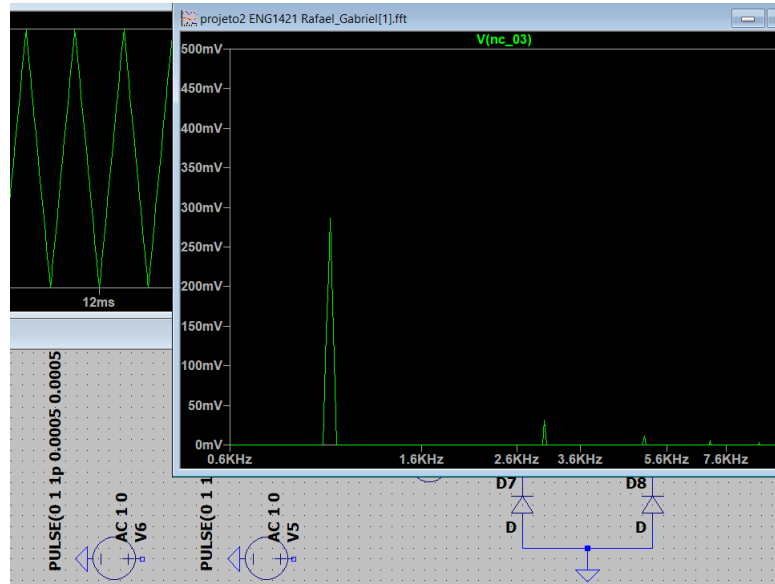 projeto2 ENG1421 Rafael_Gabriel[1].fft
V(nc_03)
500mV
450mV
400mV
350mV
300mV
250mV
200mV
150mV
100mV
50mV
0mV
0.6KHz
1.6KHz
2.6KHz
3.6KHz
5.6KHz
7.6KHz
12ms
PULSE(0 1 1p 0.0005 0.0005
AC 1 0
V6
PULSE(0 1 1
AC 1 0
V5
D7
D
D8
D